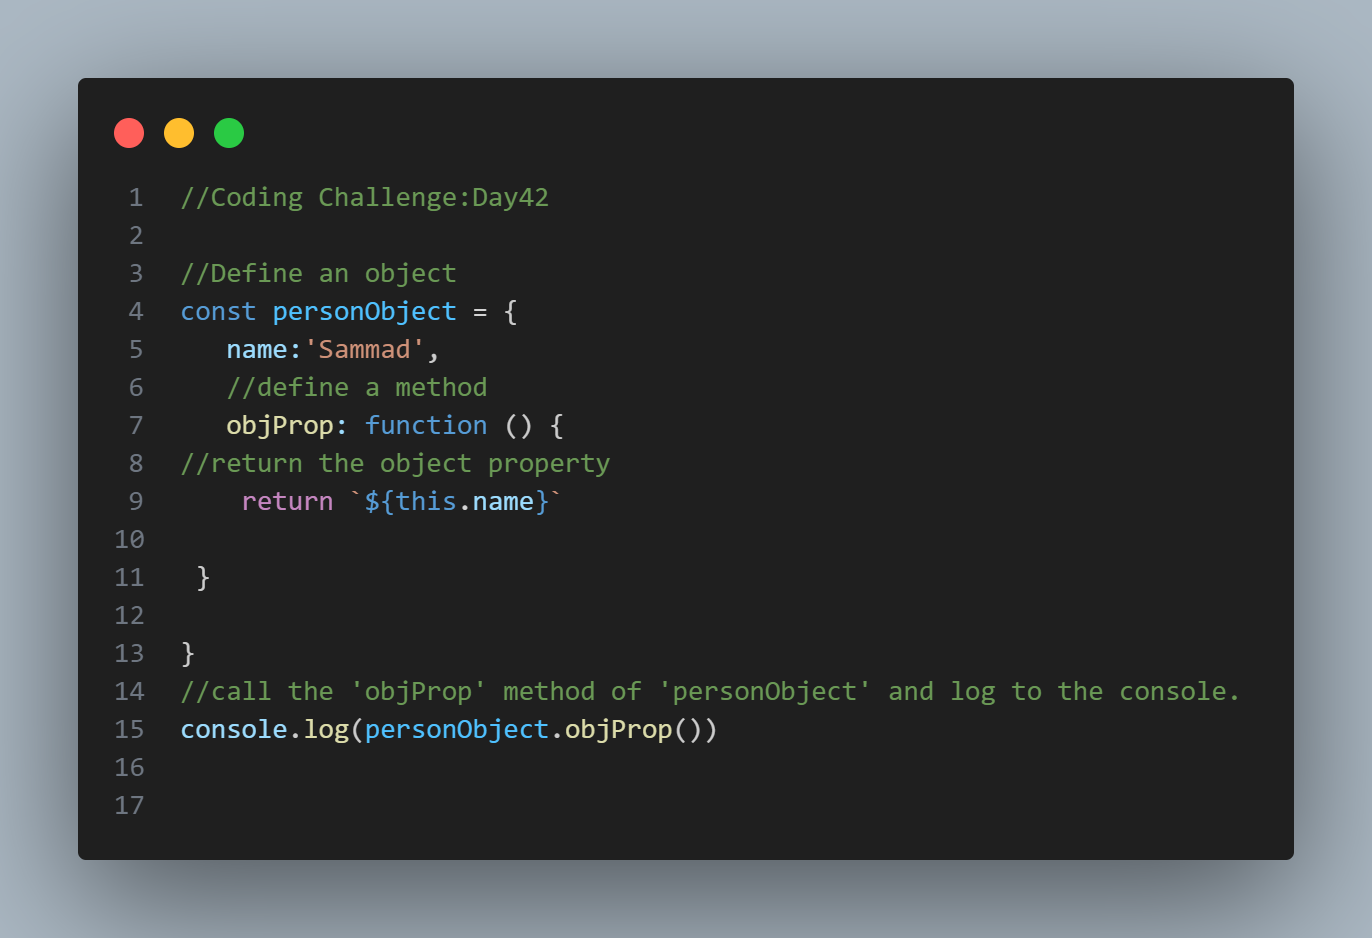 1 //Coding Challenge:Day42
2
3 //Define an object
4 const personObject = {
5    name:'Sammad',
6    //define a method
7    objProp: function () {
8 //return the object property
9     return `${this.name}`
10
11  }
12
13 }
14 //call the 'objProp' method of 'personObject' and log to the console.
15 console.log(personObject.objProp())
16
17